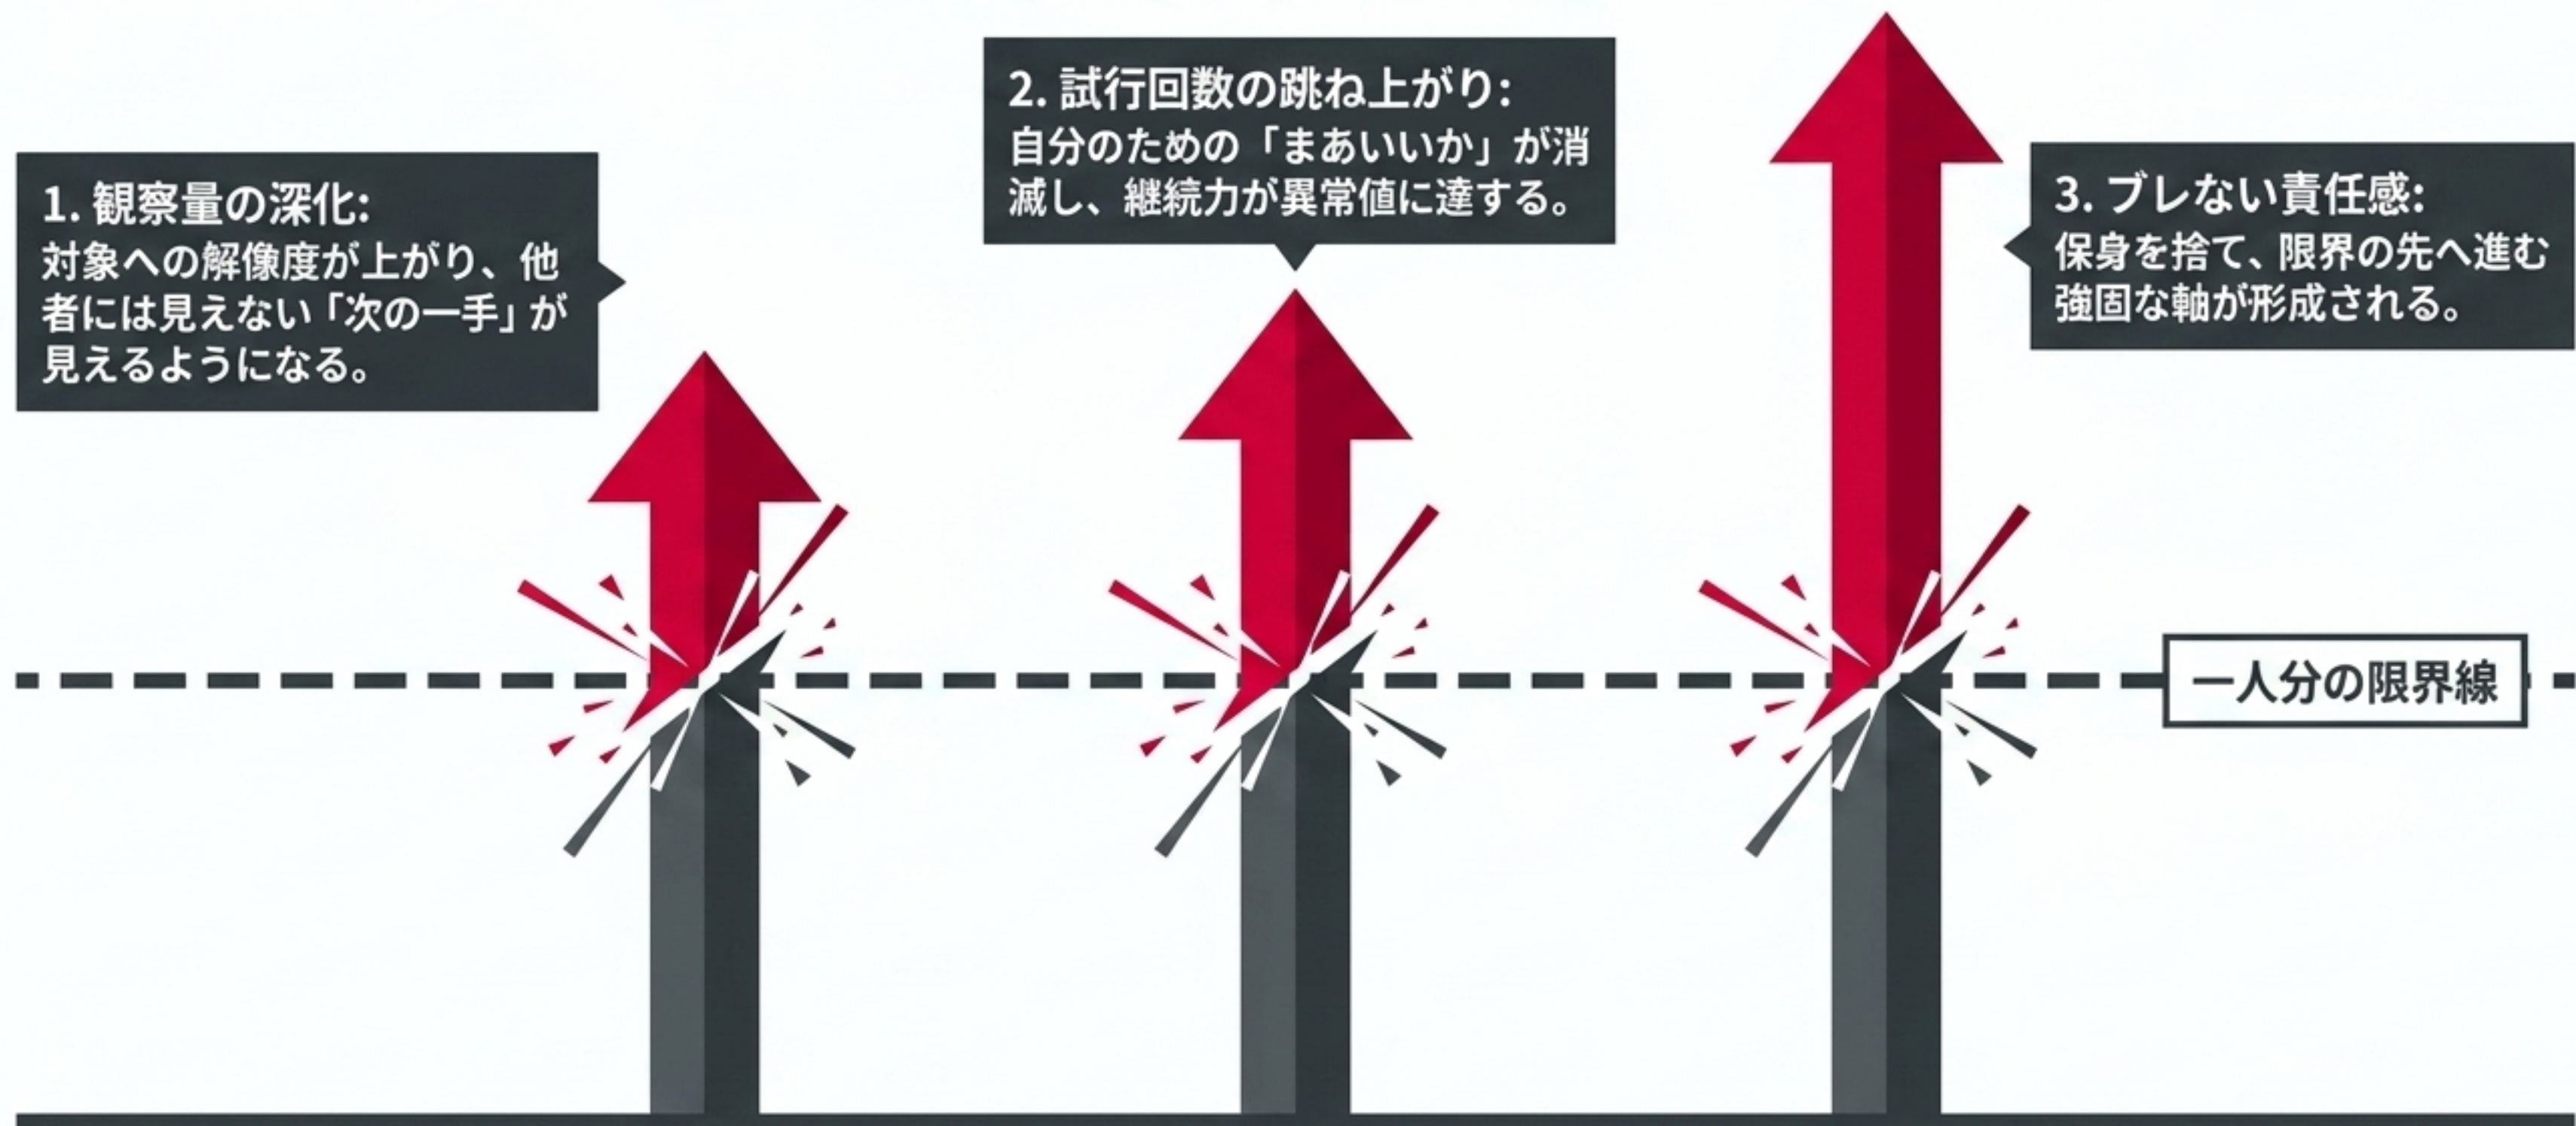 1. 観察量の深化:
対象への解像度が上がり、他
者には見えない「次の一手」が
見えるようになる。
2. 試行回数の跳ね上がり:
自分のための「まあいいか」が消
滅し、継続力が異常値に達する。
3. ブレない責任感:
保身を捨て、限界の先へ進む
強固な軸が形成される。
一人分の限界線